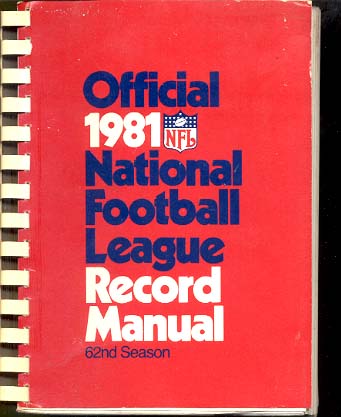 Official
1981 NFL
National
Football
League
Record
Manual
62nd Season